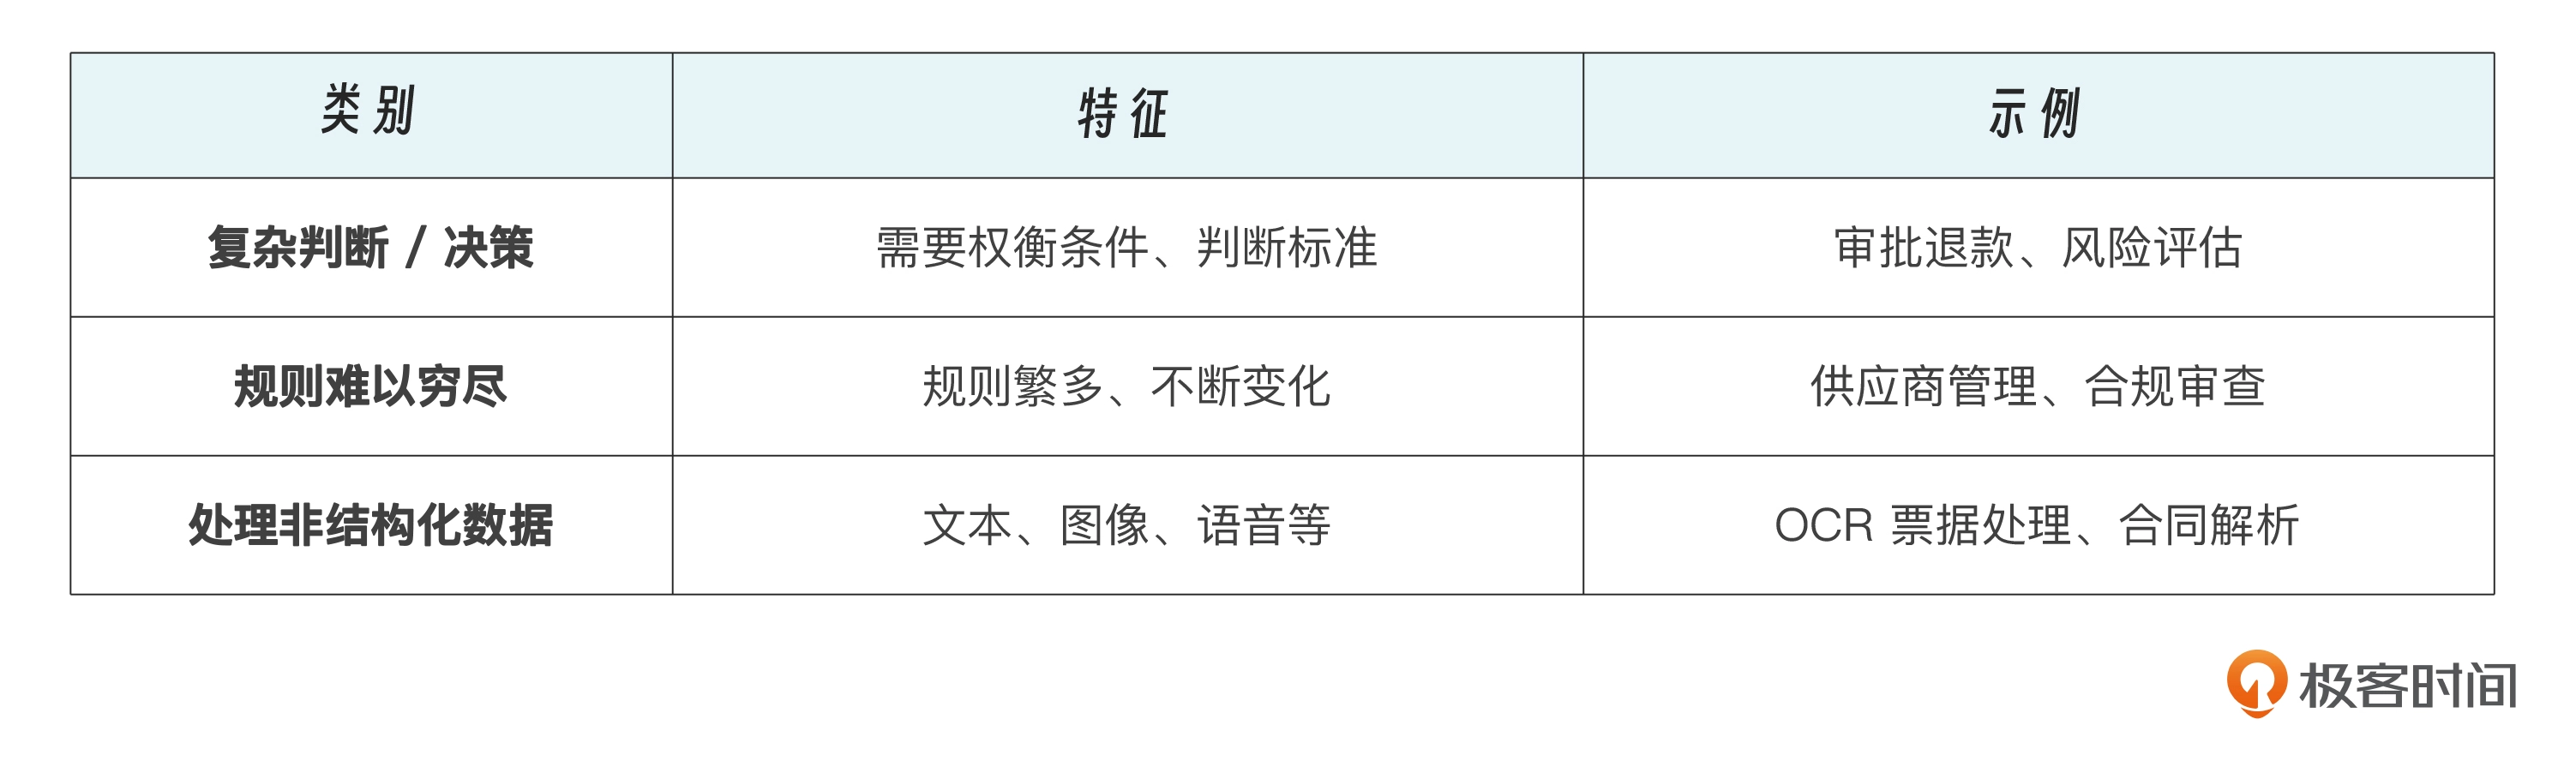 类别 特征 示例
复杂判断 / 决策 需要权衡条件、判断标准 审批退款、风险评估
规则难以穷尽 规则繁多、不断变化 供应商管理、合规审查
处理非结构化数据 文本、图像、语音等 OCR 票据处理、合同解析
极客时间